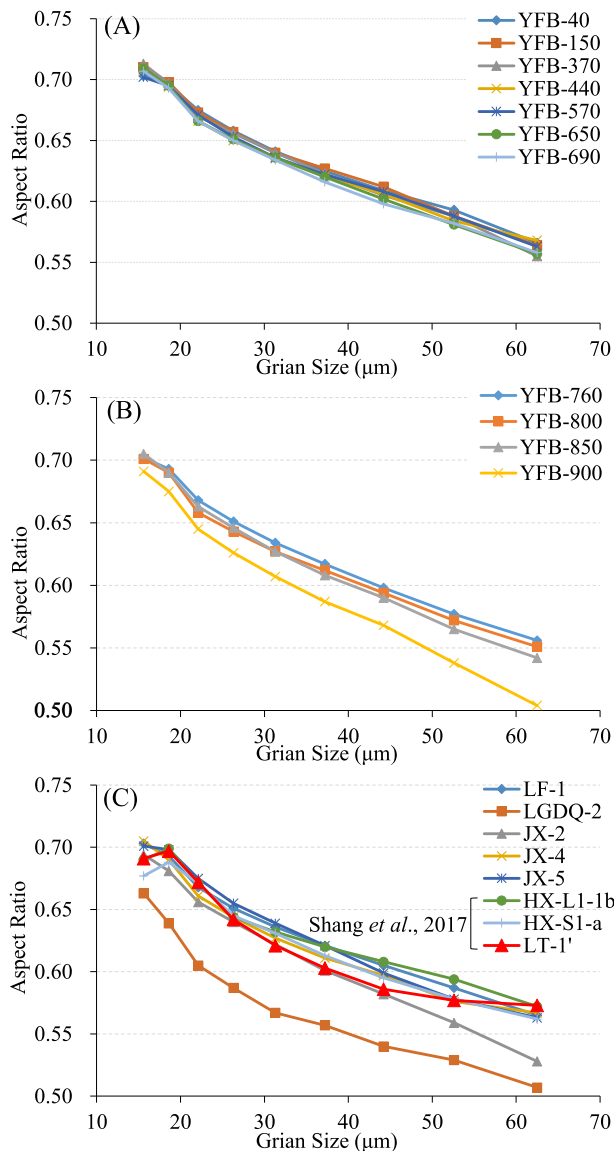 (A)
YFB-40
YFB-150
YFB-370
YFB-440
YFB-570
YFB-650
YFB-690
Aspect Ratio
0.75
0.70
0.65
0.60
0.55
0.50
10 20 30 40 50 60 70
Grian Size (μm)
(B)
YFB-760
YFB-800
YFB-850
YFB-900
Aspect Ratio
0.75
0.70
0.65
0.60
0.55
0.50
10 20 30 40 50 60 70
Grian Size (μm)
(C)
LF-1
LGDQ-2
JX-2
JX-4
JX-5
HX-L1-1b
HX-S1-a
LT-1'
Shang et al., 2017
Aspect Ratio
0.75
0.70
0.65
0.60
0.55
0.50
10 20 30 40 50 60 70
Grian Size (μm)